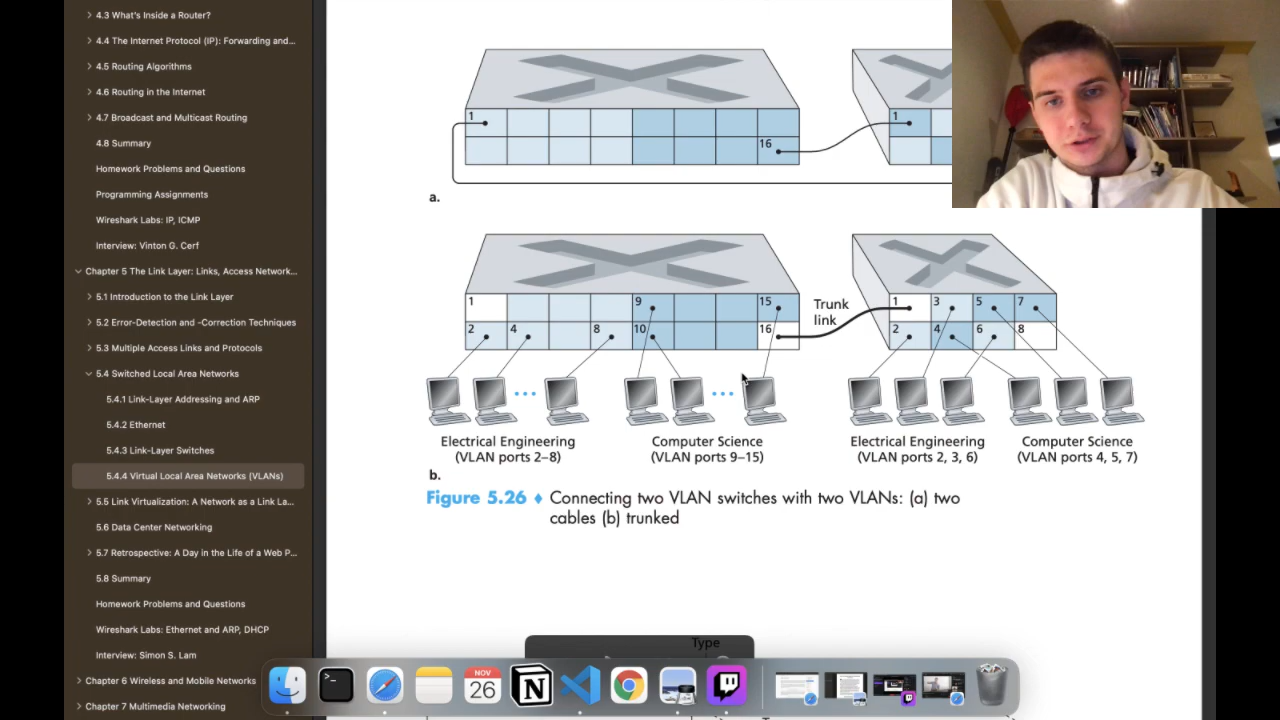 4.3 What's Inside a Router?
4.4 The Internet Protocol (IP): Forwarding and...
4.5 Routing Algorithms
4.6 Routing in the Internet
4.7 Broadcast and Multicast Routing
4.8 Summary
Homework Problems and Questions
Programming Assignments
Wireshark Labs: IP, ICMP
Interview: Vinton G. Cerf
Chapter 5 The Link Layer: Links, Access Network...
5.1 Introduction to the Link Layer
5.2 Error-Detection and -Correction Techniques
5.3 Multiple Access Links and Protocols
5.4 Switched Local Area Networks
5.4.1 Link-Layer Addressing and ARP
5.4.2 Ethernet
5.4.3 Link-Layer Switches
5.4.4 Virtual Local Area Networks (VLANs)
5.5 Link Virtualization: A Network as a Link La...
5.6 Data Center Networking
5.7 Retrospective: A Day in the Life of a Web P...
5.8 Summary
Homework Problems and Questions
Wireshark Labs: Ethernet and ARP, DHCP
Interview: Simon S. Lam
Chapter 6 Wireless and Mobile Networks
Chapter 7 Multimedia Networking
1
16
1
a.
1
9
15
2
4
8
10
16
Trunk
link
1
3
5
7
2
4
6
8
Electrical Engineering
(VLAN ports 2–8)
Computer Science
(VLAN ports 9–15)
Electrical Engineering
(VLAN ports 2, 3, 6)
Computer Science
(VLAN ports 4, 5, 7)
b.
Figure 5.26 ♦ Connecting two VLAN switches with two VLANs: (a) two
cables (b) trunked
Type
NOV
26